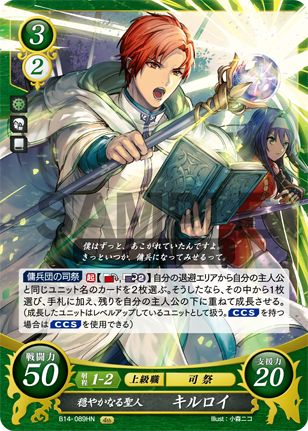 3
2
SAMPLE
僕はずっと、あこがれていたんですよ。
きっといつか、傭兵になってみせるって。
傭兵団の司祭 起 自分の退避エリアから自分の主人公
と同じユニット名のカードを2枚選ぶ。そうしたなら、その中から1枚
選び、手札に加え、残りを自分の主人公の下に重ねて成長させる。
(成長したユニットはレベルアップしているユニットとして扱う。CCSを持つ
場合はCCSを使用できる)
戦闘力
50
射程 1-2 上級職 司祭
支援力
20
穏やかなる聖人 キルロイ
B14-089HN
Illust:小森ニコ